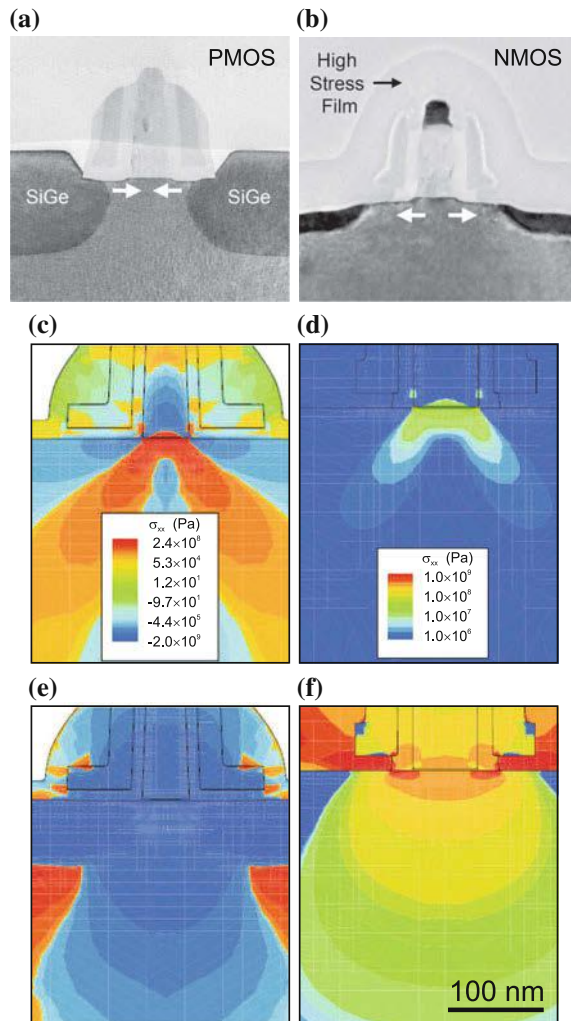 (a)
PMOS
SiGe
SiGe
(b)
High
Stress
Film
NMOS
(c)
σxx (Pa)
2.4×10⁸
5.3×10⁴
1.2×10¹
-9.7×10¹
-4.4×10⁵
-2.0×10⁹
(d)
σxx (Pa)
1.0×10⁹
1.0×10⁸
1.0×10⁷
1.0×10⁶
(e)
(f)
100 nm